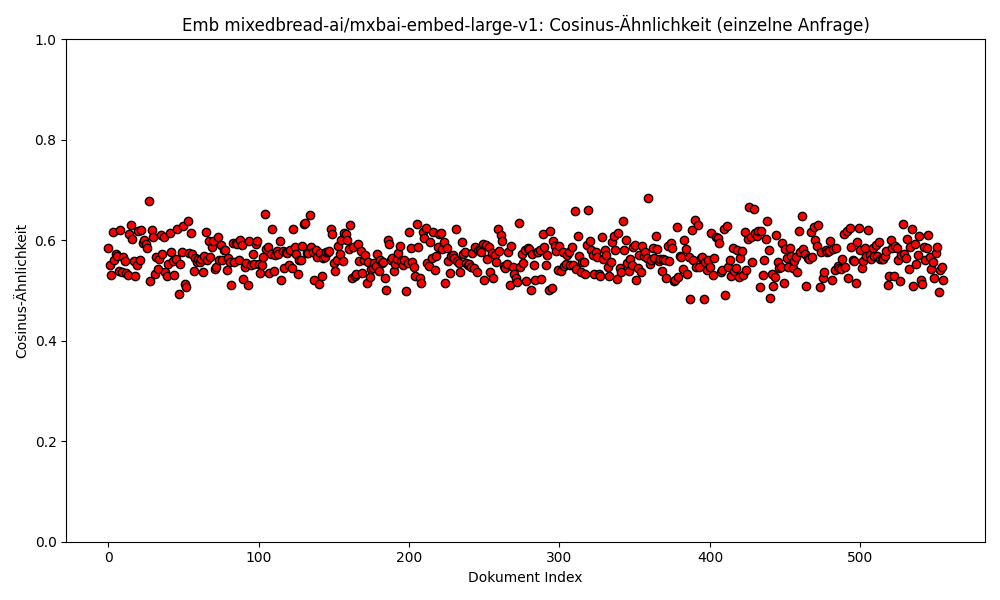 Emb mixedbread-ai/mxbai-embed-large-v1: Cosinus-Ähnlichkeit (einzelne Anfrage)
1.0
0.8
0.6
0.4
0.2
0.0
Cosinus-Ähnlichkeit
0 100 200 300 400 500
Dokument Index